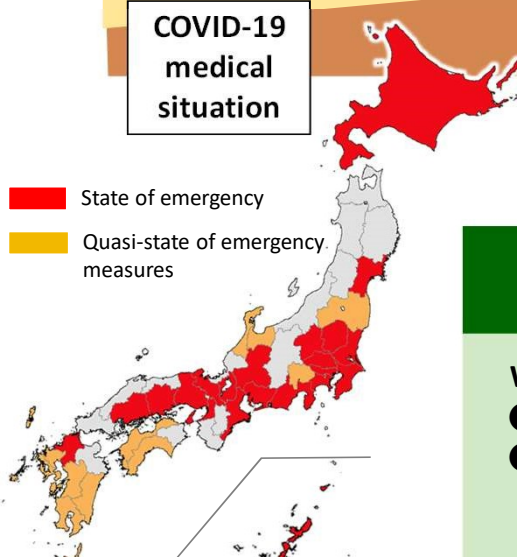 COVID-19
medical
situation
State of emergency
Quasi-state of emergency
measures